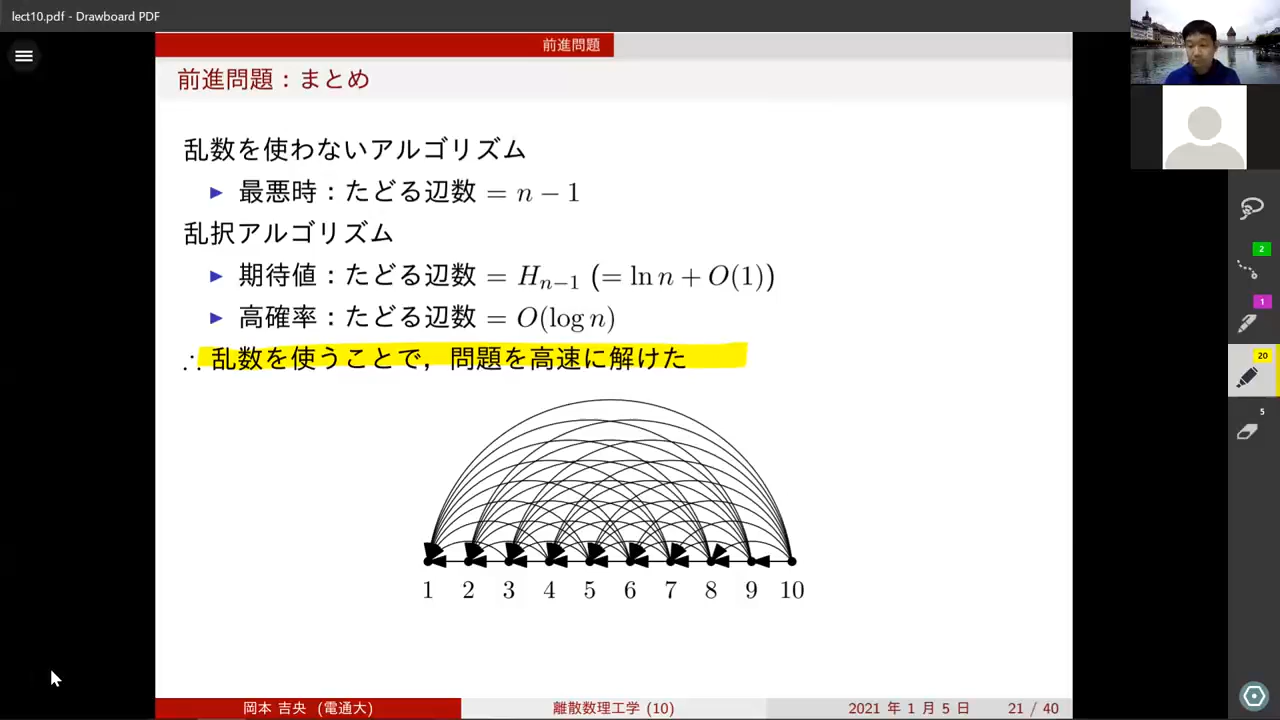 lect10.pdf - Drawboard PDF
前進問題
前進問題：まとめ
乱数を使わないアルゴリズム
▶ 最悪時：たどる辺数 = n − 1
乱択アルゴリズム
▶ 期待値：たどる辺数 = Hₙ₋₁ (= ln n + O(1))
▶ 高確率：たどる辺数 = O(log n)
∴ 乱数を使うことで，問題を高速に解けた
1 2 3 4 5 6 7 8 9 10
岡本 吉央 (電通大) 離散数理工学 (10) 2021 年 1 月 5 日 21 / 40
2
1
20
5